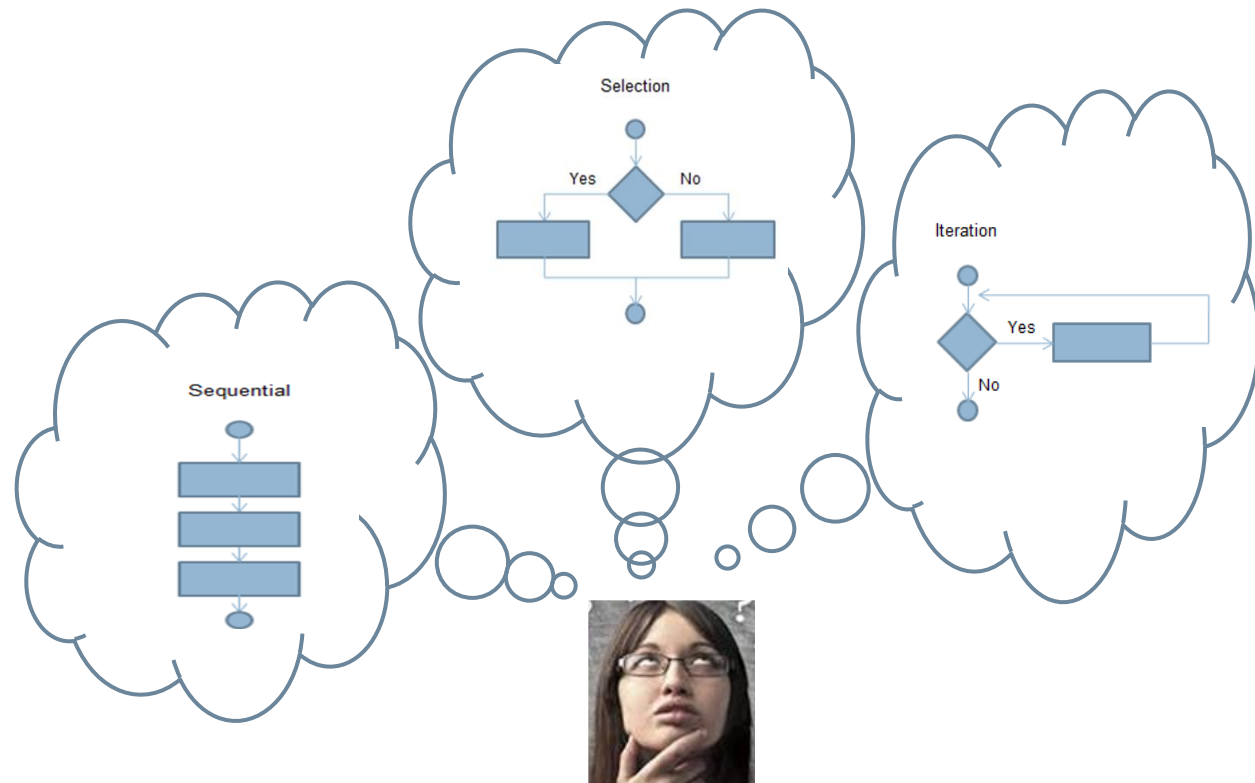 Selection
Yes
No
Iteration
Yes
No
Sequential
?